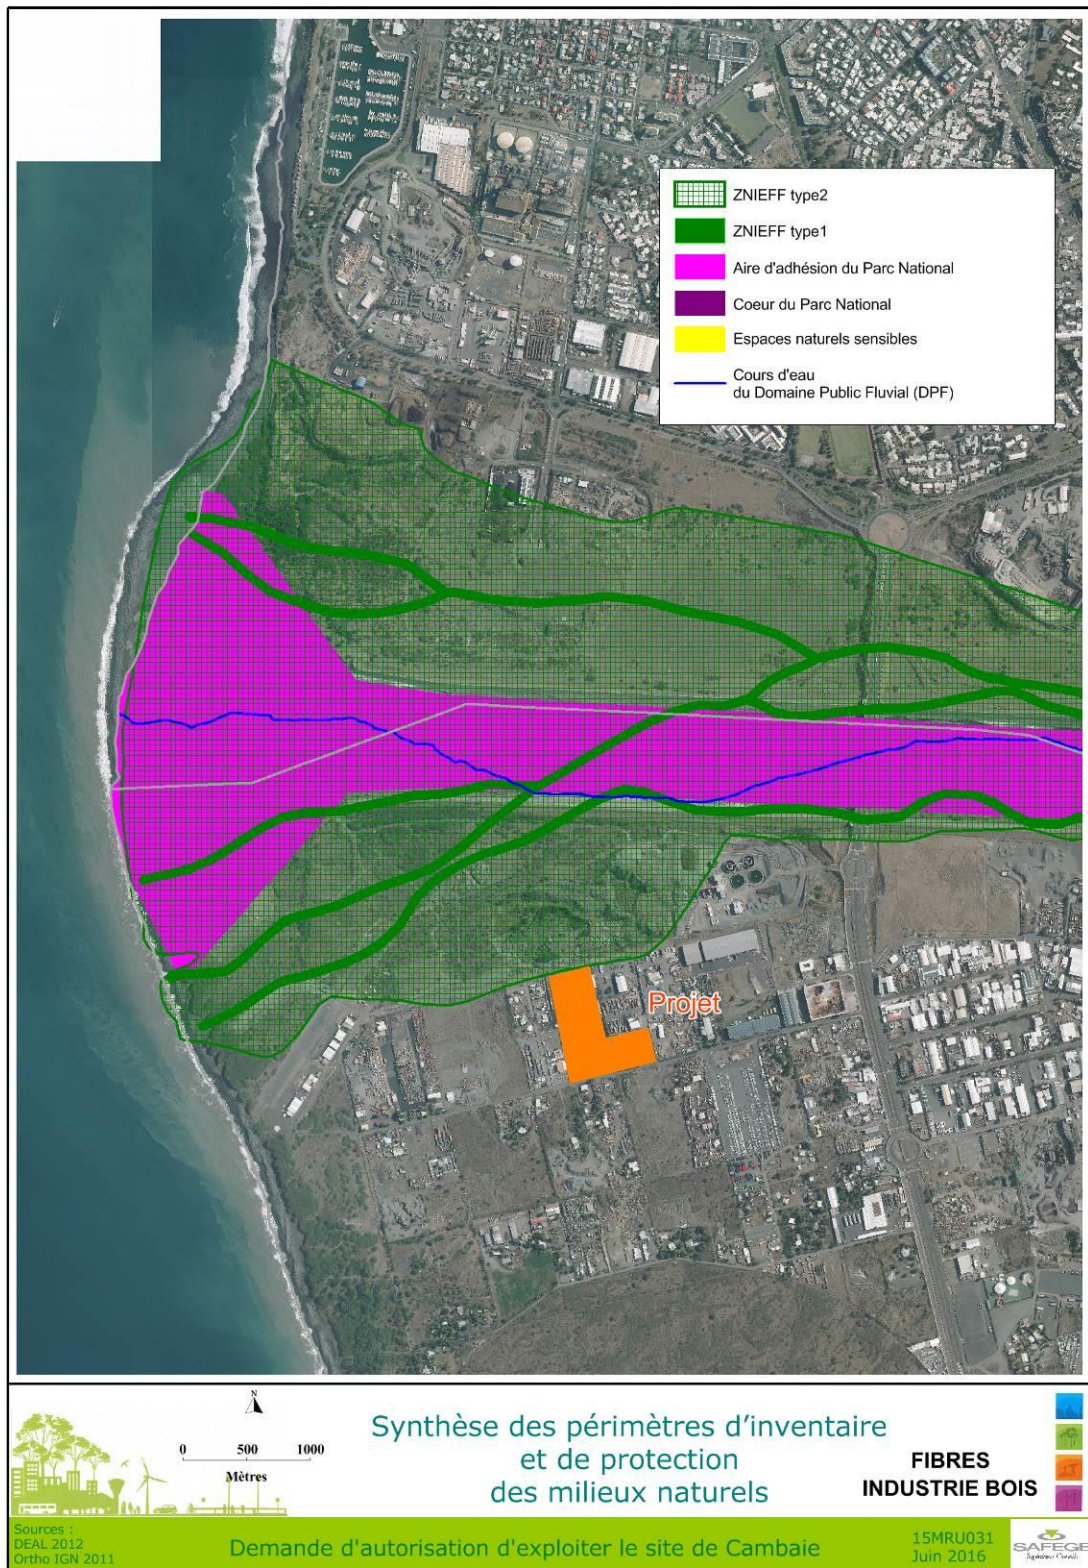 ZNIEFF type2
ZNIEFF type1
Aire d'adhésion du Parc National
Coeur du Parc National
Espaces naturels sensibles
Cours d'eau
du Domaine Public Fluvial (DPF)
Projet
N
0 500 1000
Mètres
Synthèse des périmètres d'inventaire
et de protection
des milieux naturels
FIBRES
INDUSTRIE BOIS
Sources :
DEAL 2012
Ortho IGN 2011
Demande d'autorisation d'exploiter le site de Cambaie
15MRU031
Juin 2016
SAFEGE